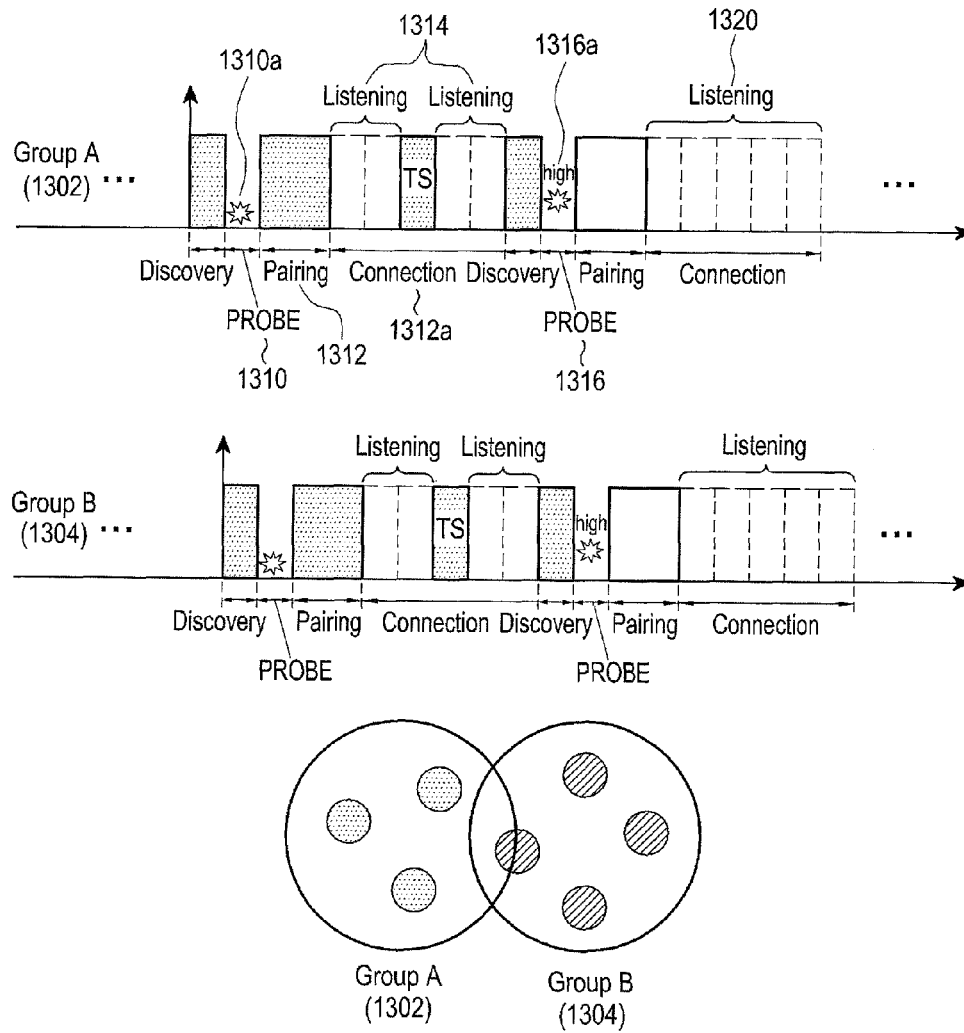 1310a
1314
1316a
1320
Listening Listening Listening
Group A
(1302)
...
TS
high
...
Discovery Pairing Connection Discovery Pairing Connection
PROBE 1312 1312a PROBE
1310 1316
Listening Listening Listening
Group B
(1304)
...
TS
high
...
Discovery Pairing Connection Discovery Pairing Connection
PROBE PROBE
Group A
(1302)
Group B
(1304)